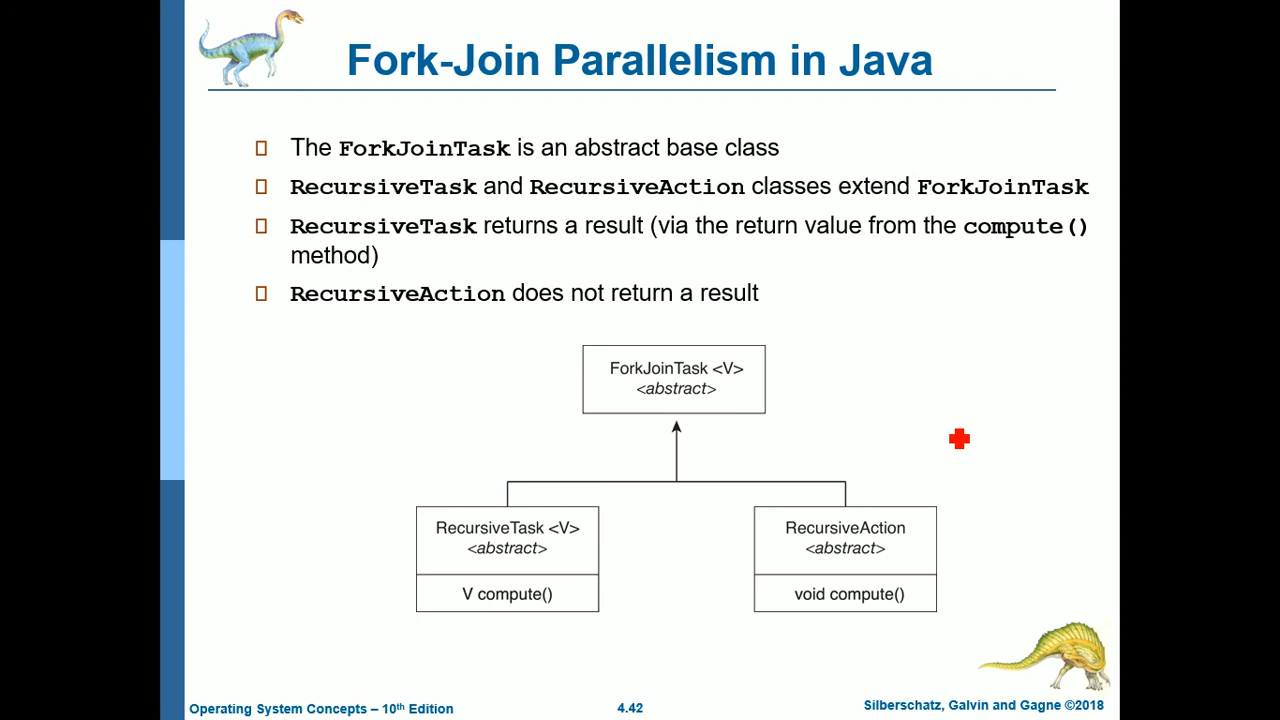 Fork-Join Parallelism in Java
The ForkJoinTask is an abstract base class
RecursiveTask and RecursiveAction classes extend ForkJoinTask
RecursiveTask returns a result (via the return value from the compute()
method)
RecursiveAction does not return a result
ForkJoinTask <V>
<abstract>
RecursiveTask <V>
<abstract>
V compute()
RecursiveAction
<abstract>
void compute()
Operating System Concepts – 10th Edition
4.42
Silberschatz, Galvin and Gagne ©2018